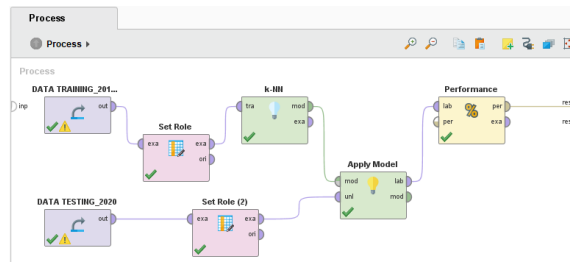 Process
Process
Process
inp
DATA TRAINING_201...
out
Set Role
exa exa
ori
k-NN
tra mod
exa
Performance
lab per
per exa
res
res
Apply Model
mod lab
unl mod
DATA TESTING_2020
out
Set Role (2)
exa exa
ori